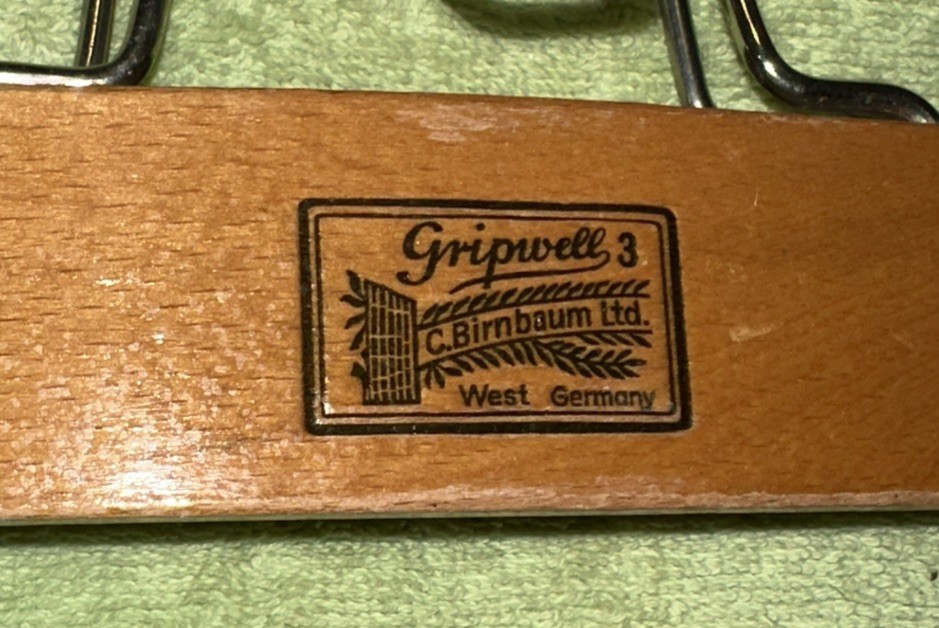 Gripwell 3
C.Birnbaum Ltd.
West Germany